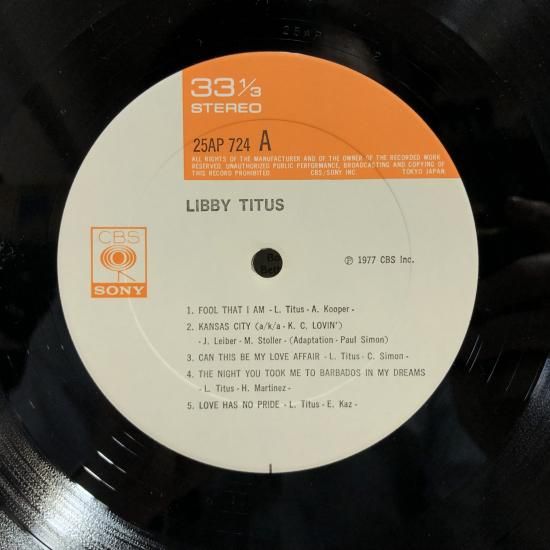 25AP
33 1/3
STEREO
25AP 724 A
ALL RIGHTS OF THE MANUFACTURER AND OF THE OWNER OF THE RECORDED WORK
RESERVED. UNAUTHORIZED PUBLIC PERFORMANCE, BROADCASTING AND COPYING OF
THIS RECORD PROHIBITED. CBS/SONY INC. TOKYO JAPAN
LIBBY TITUS
CBS
SONY
Ⓟ 1977 CBS Inc.
1. FOOL THAT I AM - L. Titus - A. Kooper -
2. KANSAS CITY (a/k/a - K. C. LOVIN')
- J. Leiber - M. Stoller - (Adaptation - Paul Simon)
3. CAN THIS BE MY LOVE AFFAIR - L. Titus - C. Simon -
4. THE NIGHT YOU TOOK ME TO BARBADOS IN MY DREAMS
- L. Titus - H. Martinez -
5. LOVE HAS NO PRIDE - L. Titus - E. Kaz -